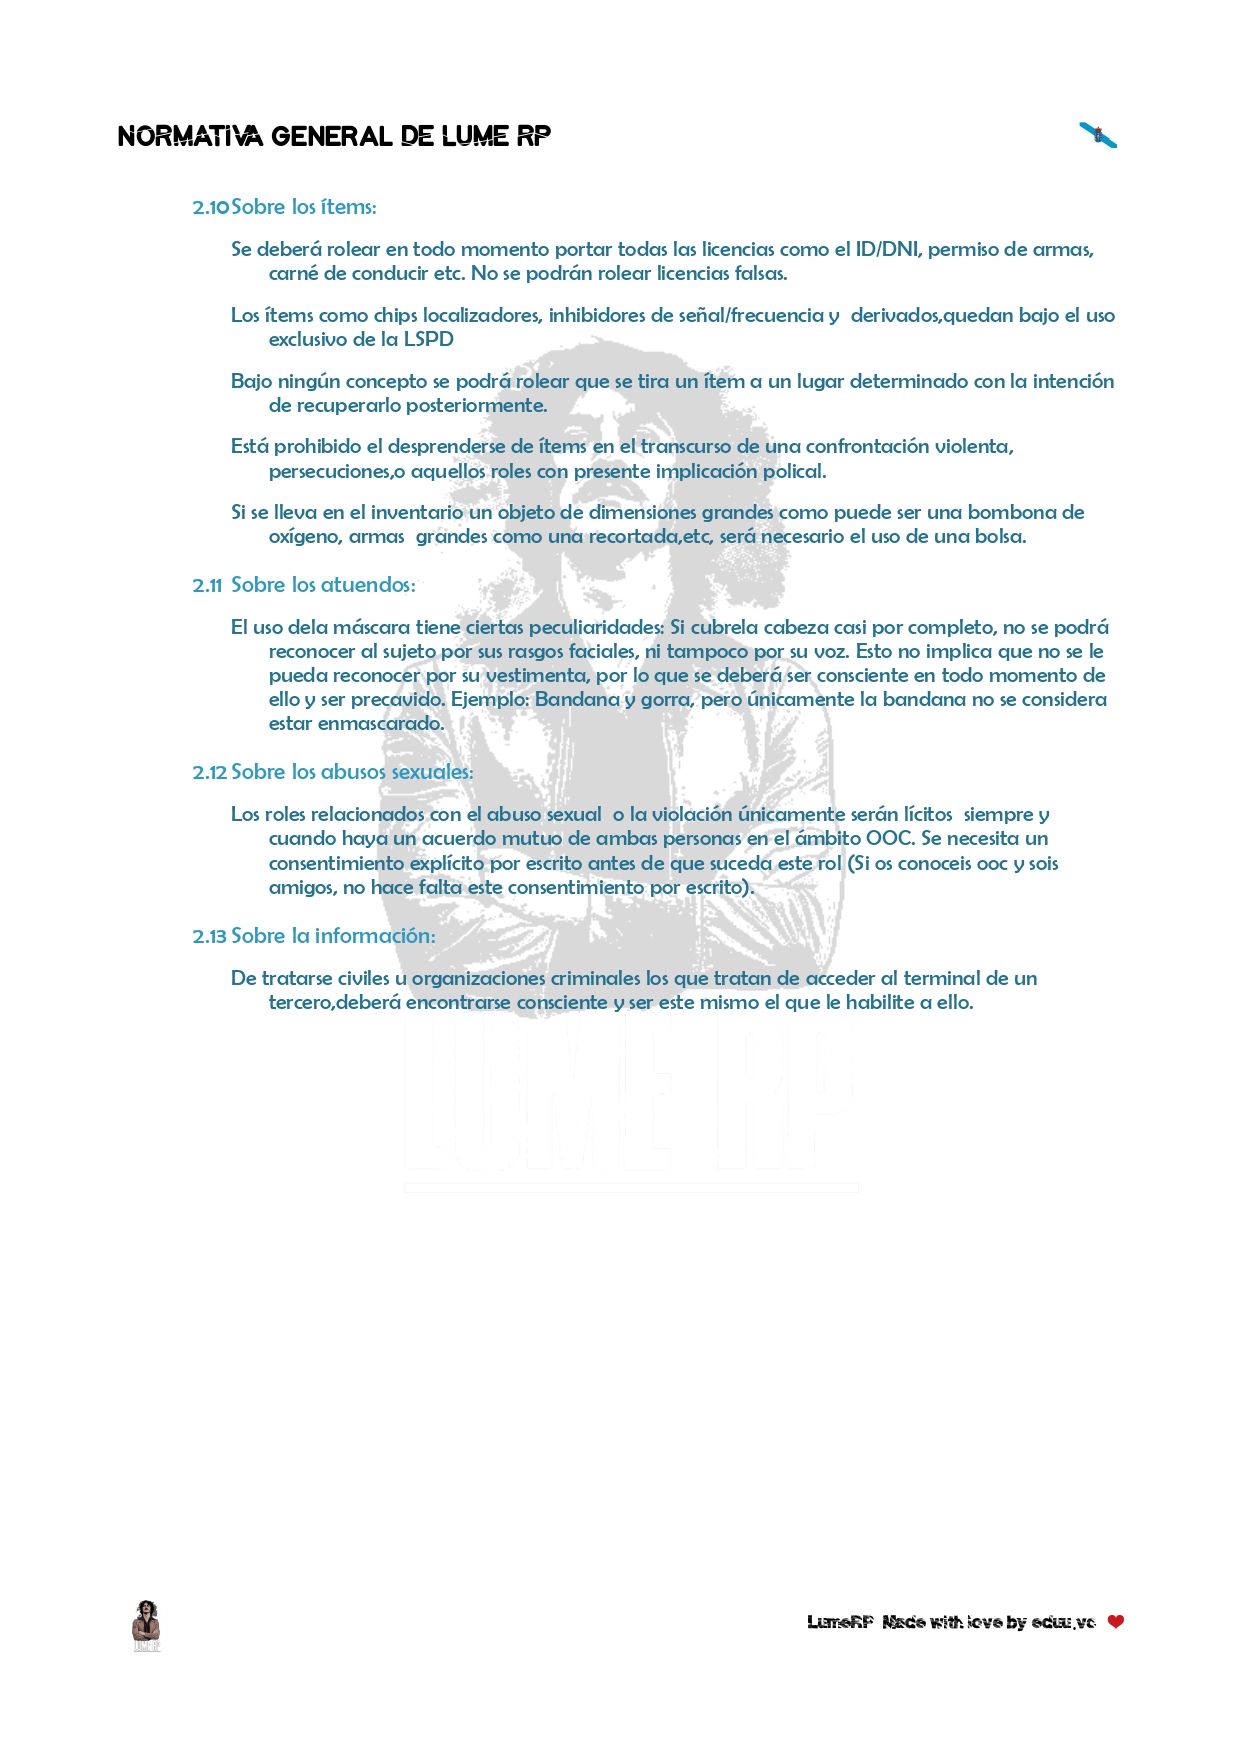 NORMATIVA GENERAL DE LUME RP
2.10 Sobre los ítems:
Se deberá rolear en todo momento portar todas las licencias como el ID/DNI, permiso de armas,
carné de conducir etc. No se podrán rolear licencias falsas.
Los ítems como chips localizadores, inhibidores de señal/frecuencia y derivados,quedan bajo el uso
exclusivo de la LSPD
Bajo ningún concepto se podrá rolear que se tira un ítem a un lugar determinado con la intención
de recuperarlo posteriormente.
Está prohibido el desprenderse de ítems en el transcurso de una confrontación violenta,
persecuciones,o aquellos roles con presente implicación polical.
Si se lleva en el inventario un objeto de dimensiones grandes como puede ser una bombona de
oxígeno, armas grandes como una recortada,etc, será necesario el uso de una bolsa.
2.11 Sobre los atuendos:
El uso dela máscara tiene ciertas peculiaridades: Si cubrela cabeza casi por completo, no se podrá
reconocer al sujeto por sus rasgos faciales, ni tampoco por su voz. Esto no implica que no se le
pueda reconocer por su vestimenta, por lo que se deberá ser consciente en todo momento de
ello y ser precavido. Ejemplo: Bandana y gorra, pero únicamente la bandana no se considera
estar enmascarado.
2.12 Sobre los abusos sexuales:
Los roles relacionados con el abuso sexual o la violación únicamente serán lícitos siempre y
cuando haya un acuerdo mutuo de ambas personas en el ámbito OOC. Se necesita un
consentimiento explícito por escrito antes de que suceda este rol (Si os conoceis ooc y sois
amigos, no hace falta este consentimiento por escrito).
2.13 Sobre la información:
De tratarse civiles u organizaciones criminales los que tratan de acceder al terminal de un
tercero,deberá encontrarse consciente y ser este mismo el que le habilite a ello.
LUME RP
LUME RP
LumeRP Made with love by eduu.vc